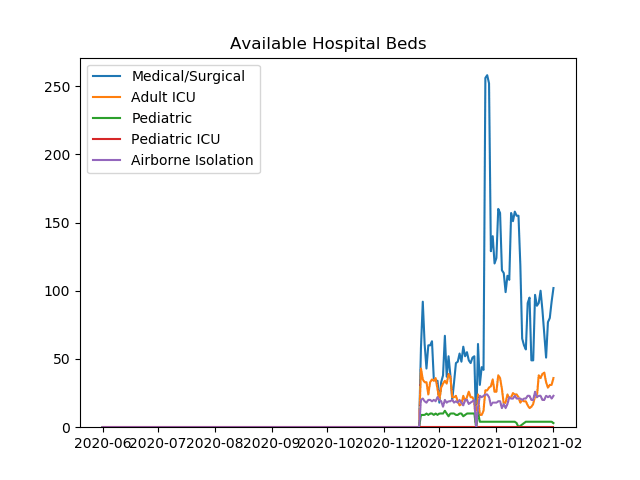 Available Hospital Beds
Medical/Surgical
Adult ICU
Pediatric
Pediatric ICU
Airborne Isolation
250
200
150
100
50
0
2020-06 2020-07 2020-08 2020-09 2020-10 2020-11 2020-12 2021-01 2021-02